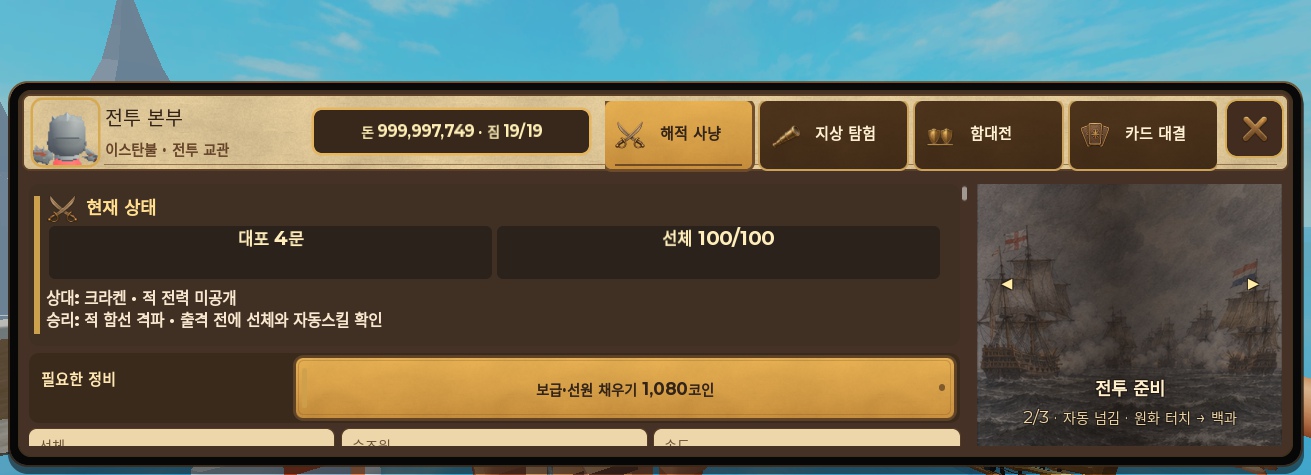 전투 본부
이스탄불 · 전투 교관
돈 999,997,749 · 짐 19/19
해적 사냥
지상 탐험
함대전
카드 대결
현재 상태
대포 4문
선체 100/100
상대: 크라켄 · 적 전력 미공개
승리: 적 함선 격파 · 출격 전에 선체와 자동스킬 확인
필요한 정비
보급·선원 채우기 1,080코인
전투 준비
2/3 · 자동 넘김 · 원화 터치 → 백과
선체
속도